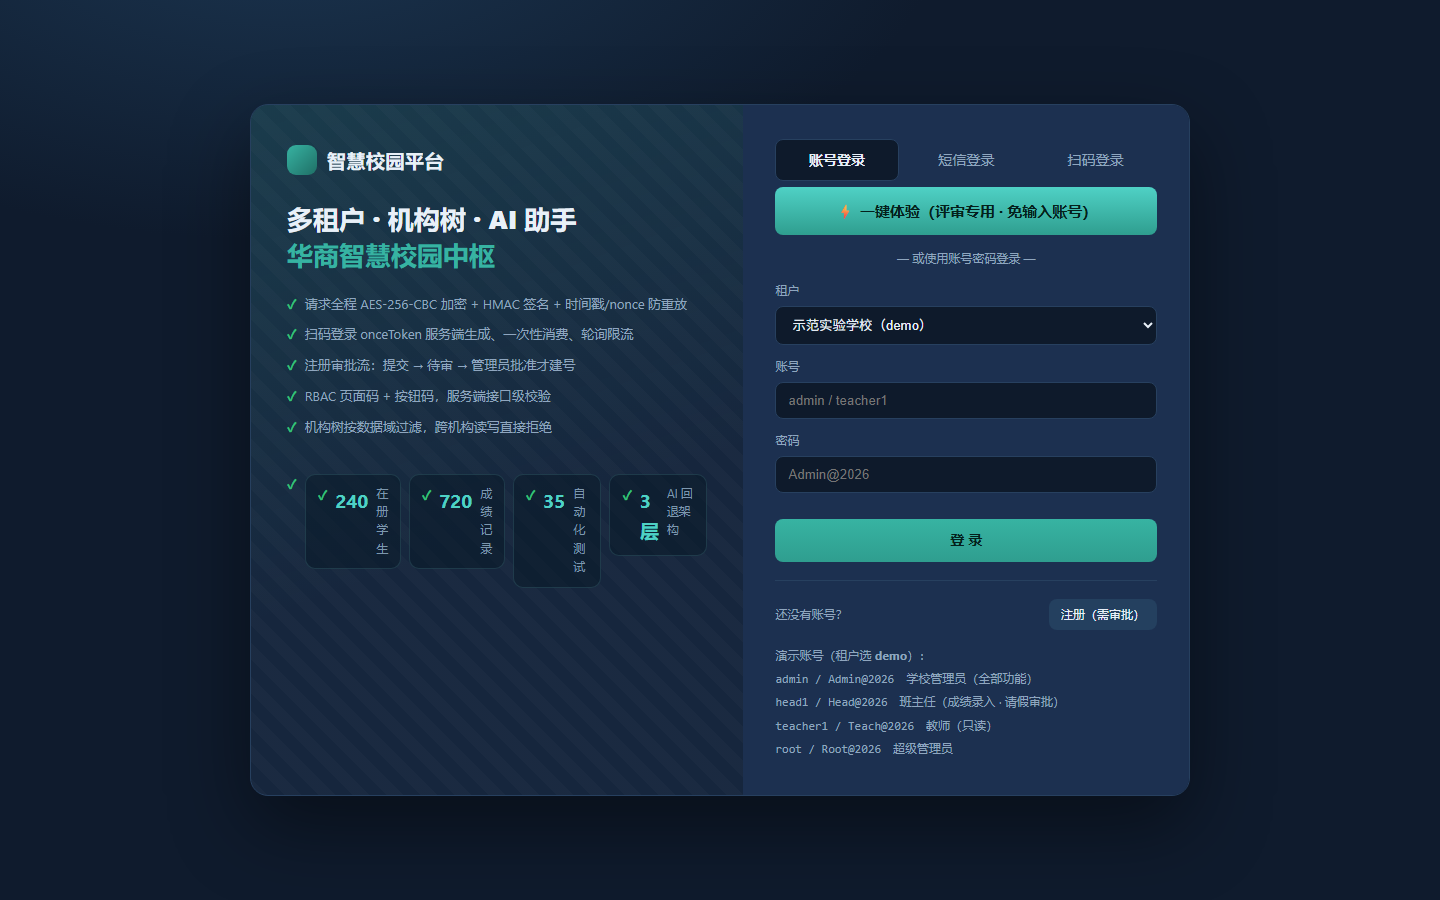 智慧校园平台
多租户 · 机构树 · AI 助手
华商智慧校园中枢
✓ 请求全程 AES-256-CBC 加密 + HMAC 签名 + 时间戳/nonce 防重放
✓ 扫码登录 onceToken 服务端生成、一次性消费、轮询限流
✓ 注册审批流：提交 → 待审 → 管理员批准才建号
✓ RBAC 页面码 + 按钮码，服务端接口级校验
✓ 机构树按数据域过滤，跨机构读写直接拒绝
✓ 240 在册学生
✓ 720 成绩记录
✓ 35 自动化测试
✓ 3层 AI 回退架构
账号登录 短信登录 扫码登录
一键体验（评审专用 · 免输入账号）
— 或使用账号密码登录 —
租户
示范实验学校（demo）
账号
admin / teacher1
密码
Admin@2026
登 录
还没有账号？ 注册（需审批）
演示账号（租户选 demo）:
admin / Admin@2026 学校管理员（全部功能）
head1 / Head@2026 班主任（成绩录入 · 请假审批）
teacher1 / Teach@2026 教师（只读）
root / Root@2026 超级管理员